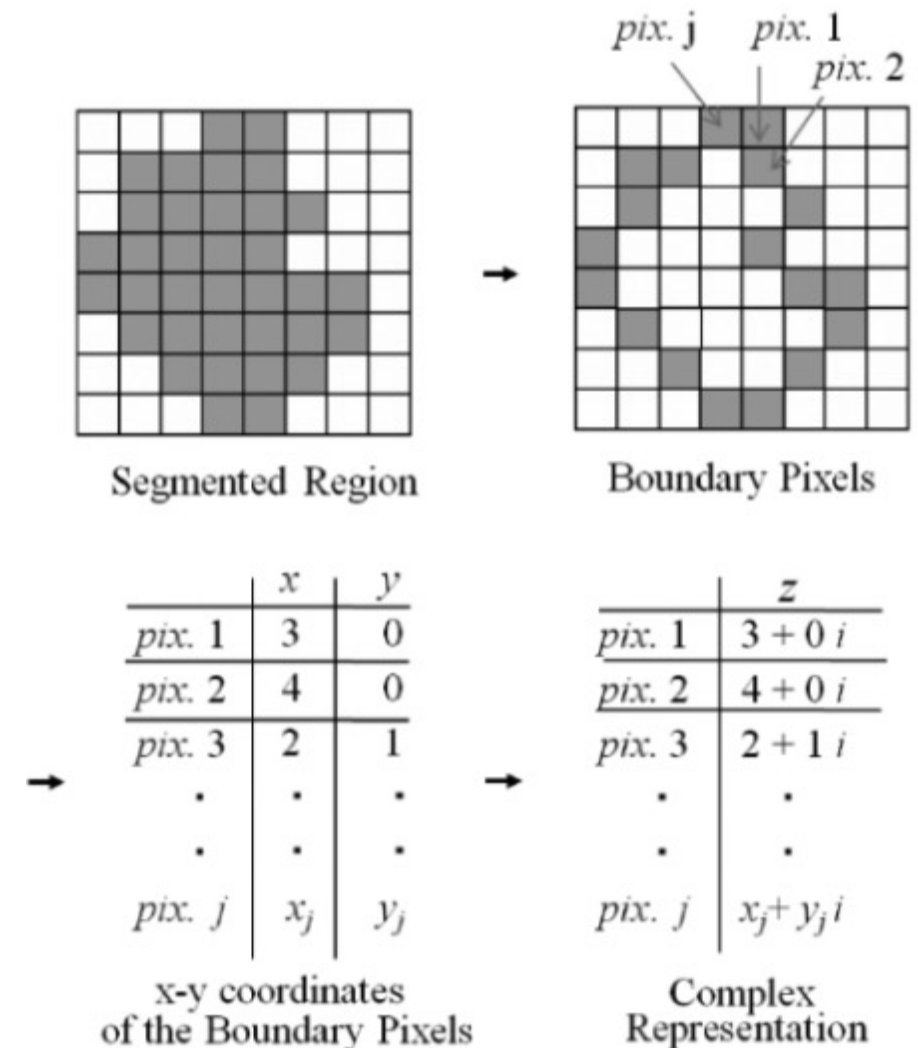 pix. j pix. 1
pix. 2
Segmented Region
Boundary Pixels
x y
pix. 1 3 0
pix. 2 4 0
pix. 3 2 1
. . .
. . .
pix. j xj yj
x-y coordinates
of the Boundary Pixels
z
pix. 1 3 + 0 i
pix. 2 4 + 0 i
pix. 3 2 + 1 i
. .
. .
pix. j xj+ yj i
Complex
Representation